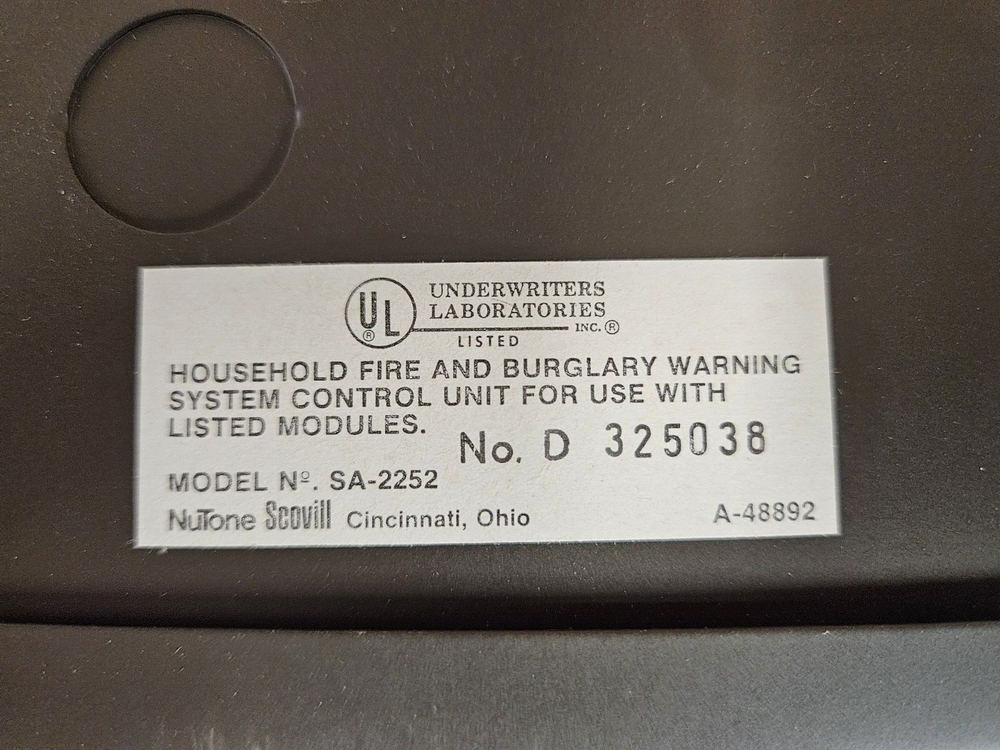 UL® UNDERWRITERS
LABORATORIES
INC.®
LISTED
HOUSEHOLD FIRE AND BURGLARY WARNING
SYSTEM CONTROL UNIT FOR USE WITH
LISTED MODULES.
No. D 325038
MODEL Nº. SA-2252
NuTone Scovill Cincinnati, Ohio A-48892